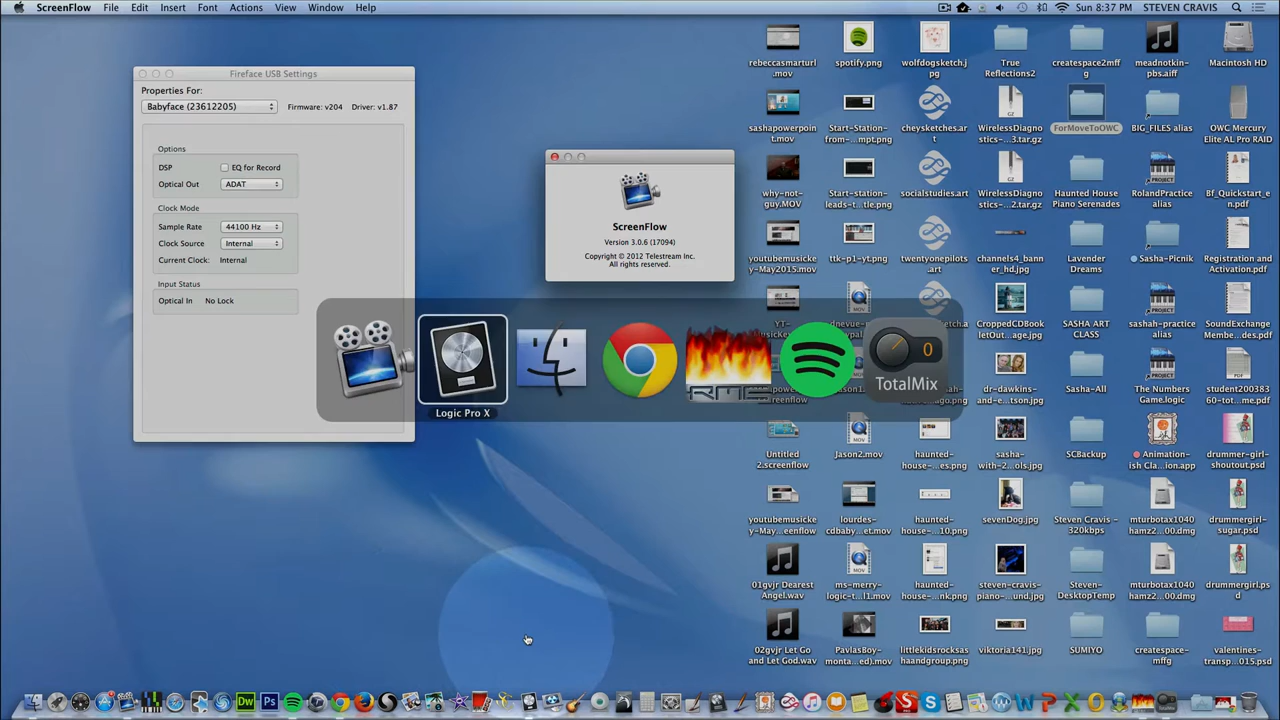 ScreenFlow File Edit Insert Font Actions View Window Help
Sun 8:37 PM STEVEN CRAVIS
Fireface USB Settings
Properties For:
Babyface (23612205) Firmware: v204 Driver: v1.87
Options
DSP EQ for Record
Optical Out ADAT
Clock Mode
Sample Rate 44100 Hz
Clock Source Internal
Current Clock: Internal
Input Status
Optical In No Lock
ScreenFlow
Version 3.0.6 (17094)
Copyright © 2012 Telestream Inc.
All rights reserved.
RME
0
TotalMix
Logic Pro X
rebeccasmarturl
.mov
spotify.png
wolfdogsketch.j
pg
True
Reflections2
createspace2mff
g
meadnotkin-
pbs.aiff
Macintosh HD
sashapowerpoin
t.mov
Start-Station
from-...mpt.png
cheysketches.ar
t
WirelessDiagno
stics-...3.tar.gz
ForMoveToOWC
BIG_FILES alias
OWC Mercury
Elite AL Pro RAID
why-not-
guy.MOV
Start-station
leads-t...tle.png
socialstudies.art
WirelessDiagno
stics-...2.tar.gz
Haunted House
Piano Serenades
RolandPractice
alias
Bf_Quickstart_e
n.pdf
youtubemusicke
y-May2015.mov
ttk-p1-yt.png
twentyonepilots
.art
channels4_bann
er_hd.jpg
Lavender
Dreams
Sasha-Picnik
Registration and
Activation.pdf
CroppedCDBook
letOut...
SASHA ART
CLASS
sashah-practice
alias
SoundExchange
Membe...des.pdf
dr-dawkins
and-e...tson.jpg
Sasha-All
The Numbers
Game.logic
student200383
60-tot...me.pdf
Untitled
2.screenflow
Jason2.mov
haunted-
house-...es.png
sasha-
with-2...ols.jpg
SCBackup
Animation-
ish Cla...ion.app
drummer-girl-
shoutout.psd
youtubemusicke
y-May...eenflow
lourdes-
cdbaby...et.mov
haunted-
house-...10.png
sevenDog.jpg
Steven Cravis -
320kbps
mturbotax1040
hamz2...00.dmg
drummergirl-
sugar.psd
01gvjr Dearest
Angel.wav
ms-merry-
logic-t...l1.mov
haunted-
house-...nk.png
steven-cravis-
piano-...und.jpg
Steven-
DesktopTemp
mturbotax1040
hamz2...00.dmg
drummergirl.ps
d
02gvjr Let Go
and Let God.wav
PavlasBoy-
monta...ed).mov
littlekidsrocksas
haandgroup.png
viktoria141.jpg
SUMIYO
createspace-
mffg
valentines-
transp...015.psd